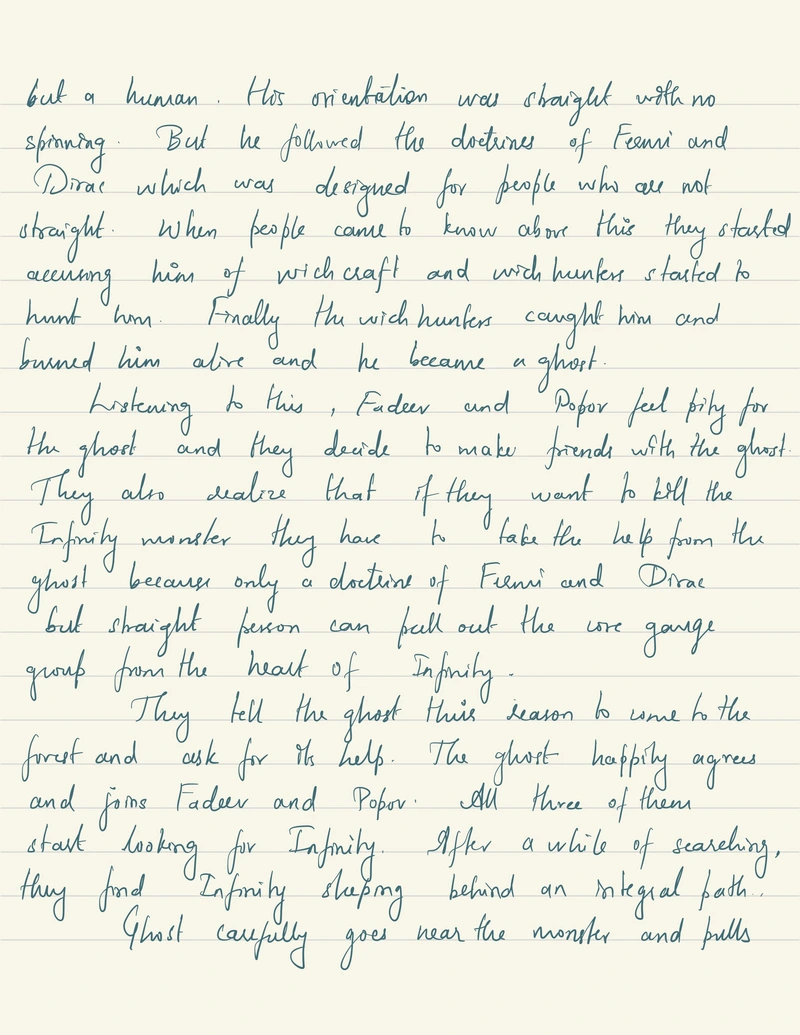 but a human. His orientation was straight with no
spinning. But he followed the doctrines of Fermi and
Dirac which was designed for people who are not
straight. When people came to know above this they started
accusing him of wichcraft and wich hunters started to
hunt him. Finally the wich hunters caught him and
burned him alive and he became a ghost.
Listening to this, Fadeev and Popov feel pity for
the ghost and they decide to make friends with the ghost.
They also realize that if they want to kill the
Infinity monster they have to take the help from the
ghost because only a doctrine of Fermi and Dirac
but straight person can pull out the core gauge
group from the heart of Infinity.
They tell the ghost their reason to come to the
forest and ask for its help. The ghost happily agrees
and joins Fadeev and Popov. All three of them
start looking for Infinity. After a while of searching,
they find Infinity sleeping behind an integral path..
Ghost carefully goes near the monster and pulls